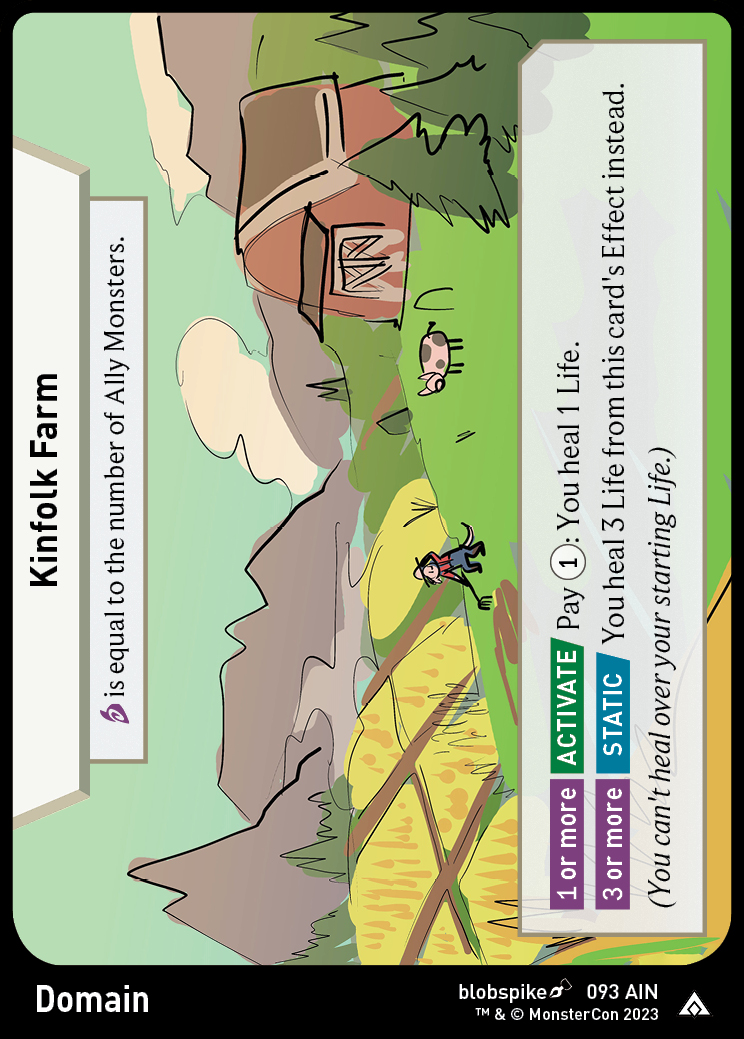 Kinfolk Farm
is equal to the number of Ally Monsters.
1 or more ACTIVATE Pay 1: You heal 1 Life.
3 or more STATIC You heal 3 Life from this card's Effect instead.
(You can't heal over your starting Life.)
Domain
blobspike 093 AIN
™ & © MonsterCon 2023